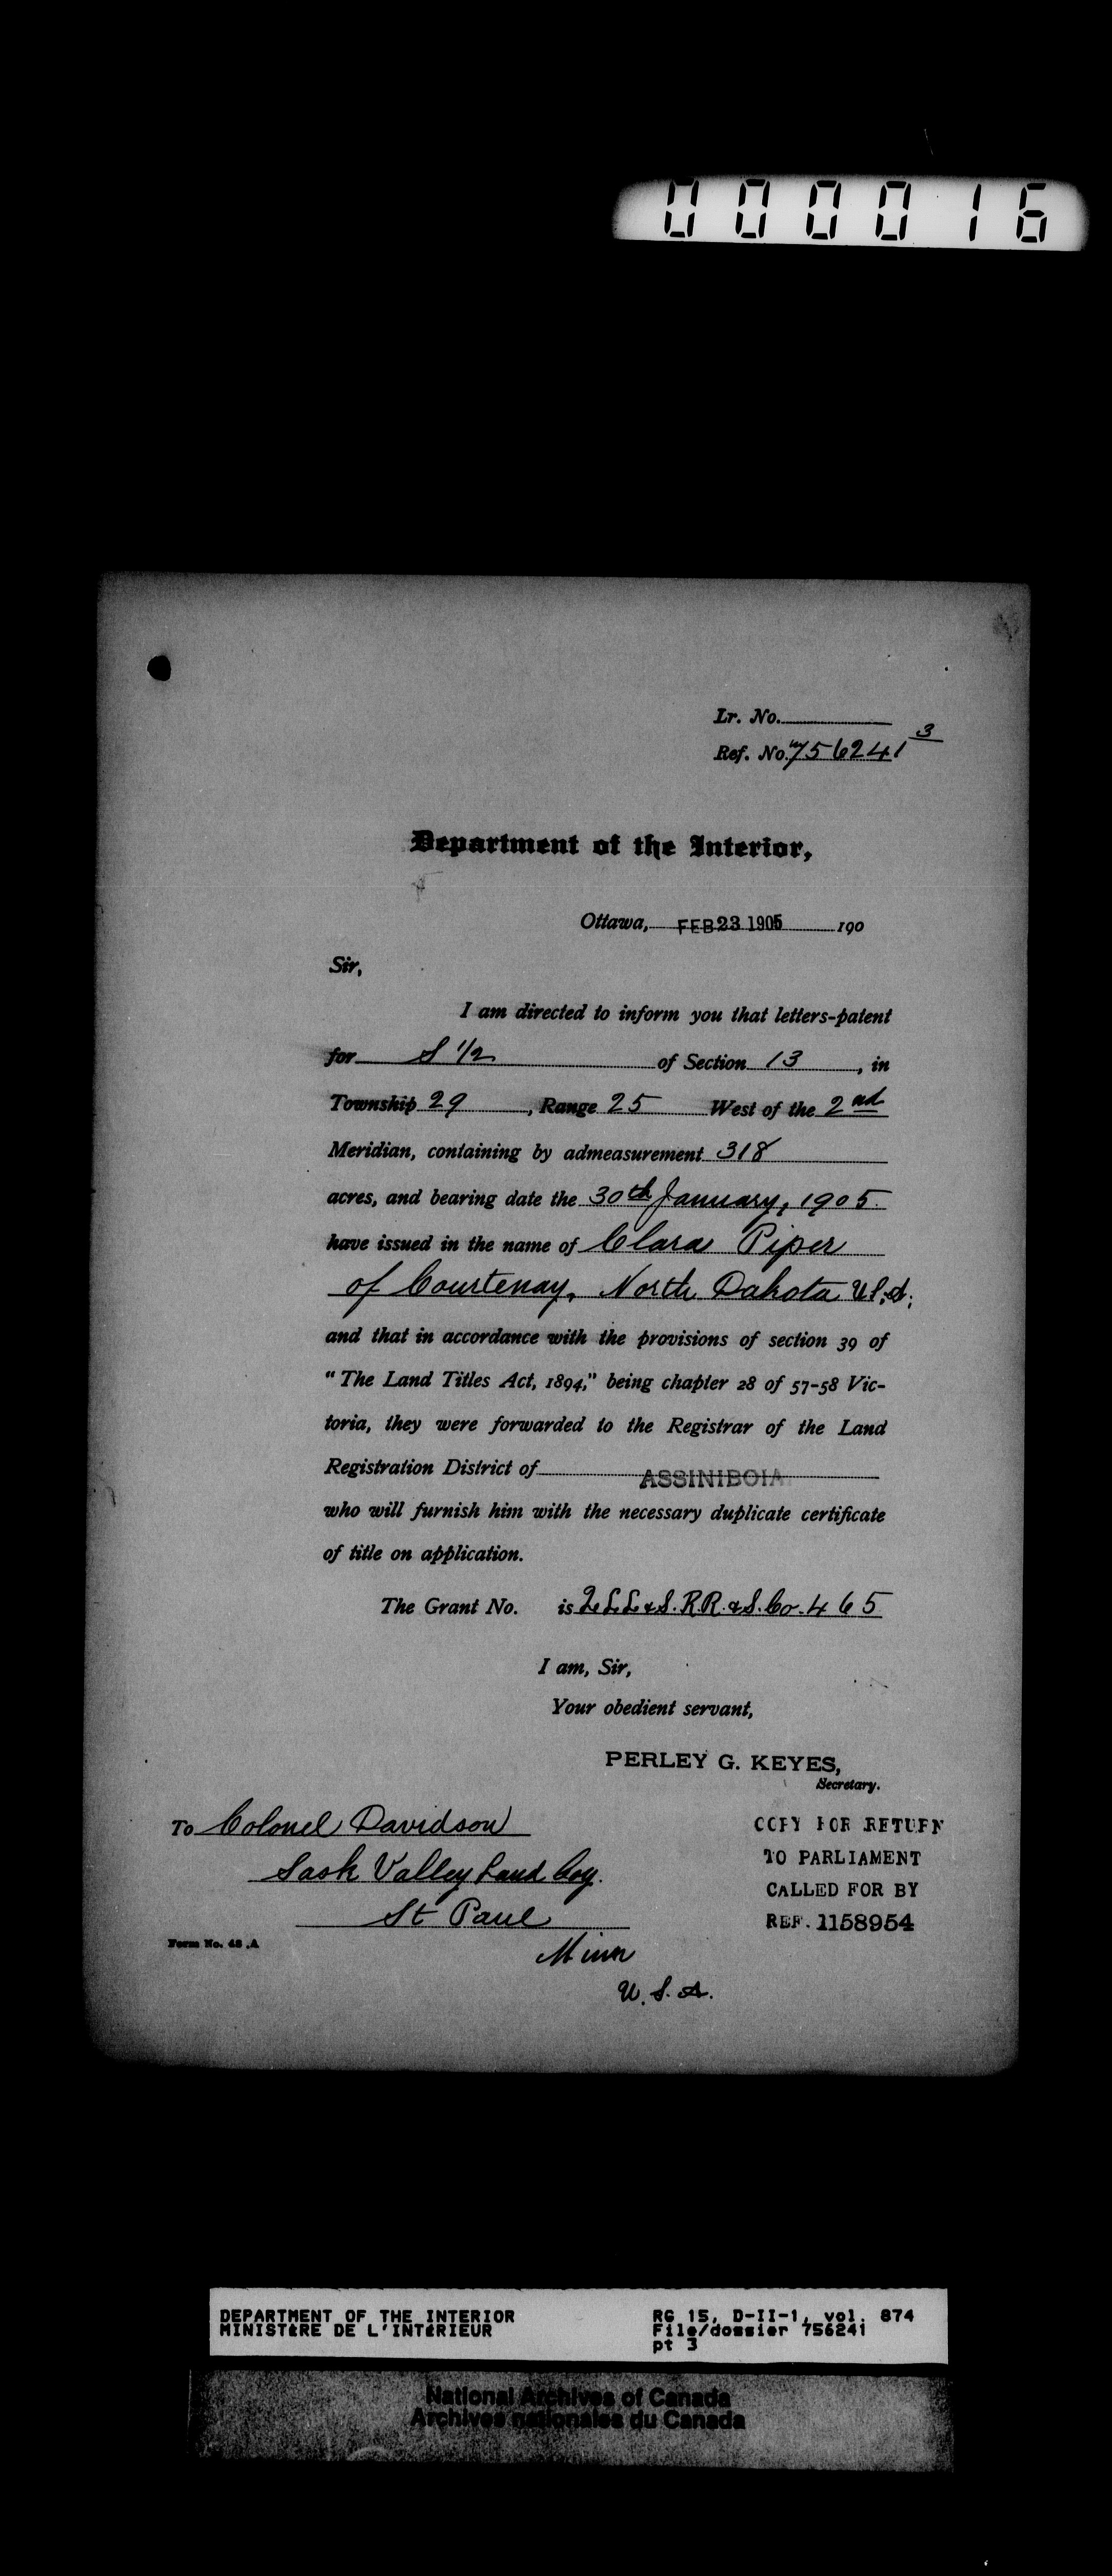 000016
Lr. No.
Ref. No. 756241 3
Department of the Interior,
Ottawa, FEB 23 1905 190
Sir,
I am directed to inform you that letters-patent
for S 1/2 of Section 13, in
Township 29, Range 25 West of the 2nd
Meridian, containing by admeasurement 318
acres, and bearing date the 30th January, 1905.
have issued in the name of Clara Piper
of Courtenay, North Dakota U.S.A.;
and that in accordance with the provisions of section 39 of
"The Land Titles Act, 1894," being chapter 28 of 57-58 Vic-
toria, they were forwarded to the Registrar of the Land
Registration District of ASSINIBOIA
who will furnish him with the necessary duplicate certificate
of title on application.
The Grant No. is 2LL&S.R.R.&S.Co. 465
I am, Sir,
Your obedient servant,
PERLEY G. KEYES,
Secretary.
To Colonel Davidson
Sask Valley Land Coy.
St Paul
Minn
U.S.A.
COPY FOR RETURN
TO PARLIAMENT
CALLED FOR BY
REF. 1158954
Form No. 48 .A
DEPARTMENT OF THE INTERIOR
MINISTÈRE DE L'INTÉRIEUR
RG 15, D-II-1, vol. 874
File/dossier 756241
pt 3
National Archives of Canada
Archives nationales du Canada